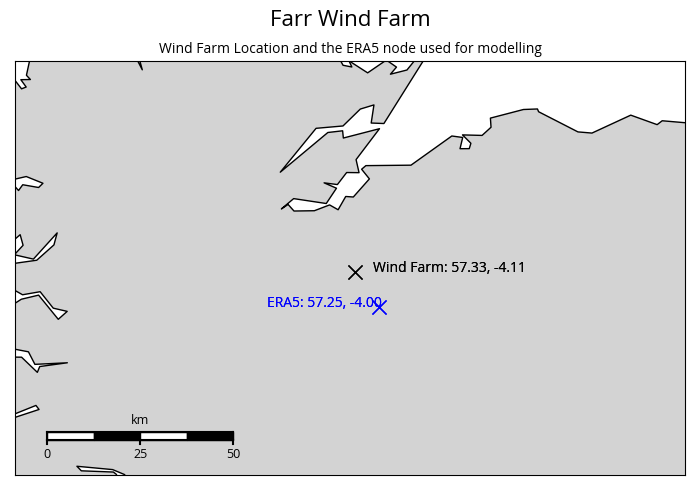 Farr Wind Farm
Wind Farm Location and the ERA5 node used for modelling
Wind Farm: 57.33, -4.11
ERA5: 57.25, -4.00
km
0 25 50